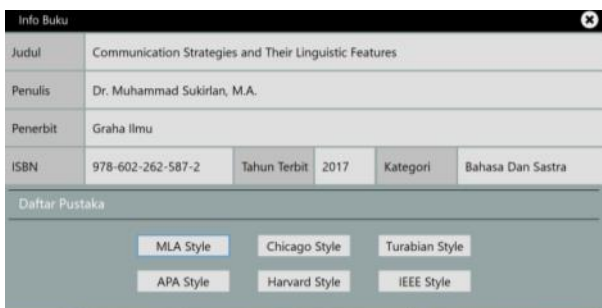 Info Buku
Judul Communication Strategies and Their Linguistic Features
Penulis Dr. Muhammad Sukirlan, M.A.
Penerbit Graha Ilmu
ISBN 978-602-262-587-2 Tahun Terbit 2017 Kategori Bahasa Dan Sastra
Daftar Pustaka
MLA Style Chicago Style Turabian Style
APA Style Harvard Style IEEE Style